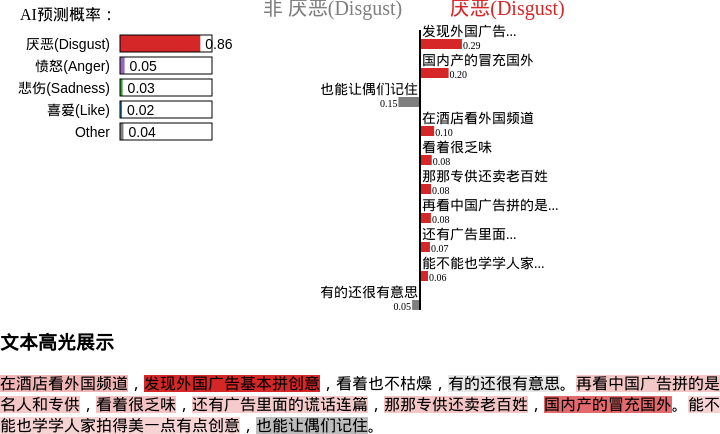 AI预测概率：
厌恶(Disgust) 0.86
愤怒(Anger) 0.05
悲伤(Sadness) 0.03
喜爱(Like) 0.02
Other 0.04
非 厌恶(Disgust) 厌恶(Disgust)
发现外国广告...
0.29
国内产的冒充国外
0.20
也能让偶们记住
0.15
在酒店看外国频道
0.10
看着很乏味
0.08
那那专供还卖老百姓
0.08
再看中国广告拼的是...
0.08
还有广告里面...
0.07
能不能也学学人家...
0.06
有的还很有意思
0.05
文本高光展示
在酒店看外国频道，发现外国广告基本拼创意，看着也不枯燥，有的还很有意思。再看中国广告拼的是
名人和专供，看着很乏味，还有广告里面的谎话连篇，那那专供还卖老百姓，国内产的冒充国外。能不
能也学学人家拍得美一点有点创意，也能让偶们记住。